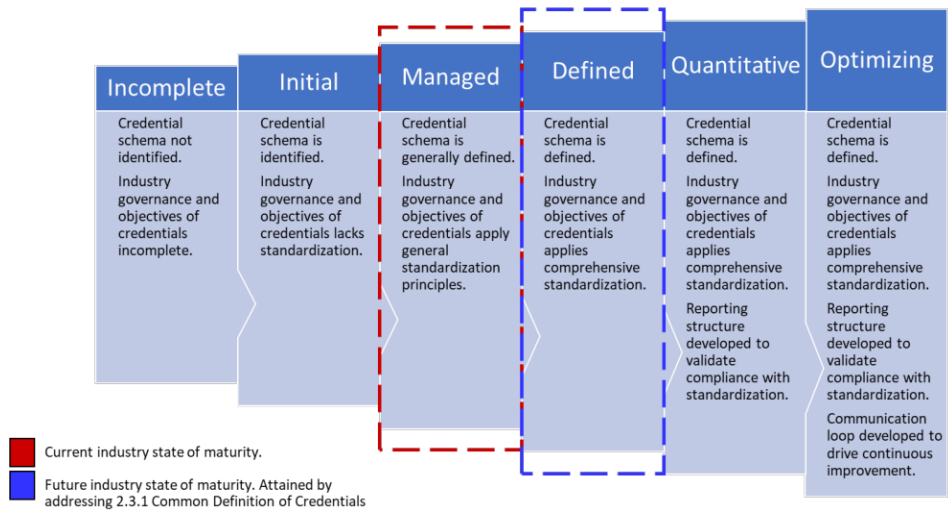 Incomplete
Credential
schema not
identified.
Industry
governance and
objectives of
credentials
incomplete.
Initial
Credential
schema is
identified.
Industry
governance and
objectives of
credentials lacks
standardization.
Managed
Credential
schema is
generally defined.
Industry
governance and
objectives of
credentials apply
general
standardization
principles.
Defined
Credential
schema is
defined.
Industry
governance and
objectives of
credentials
applies
comprehensive
standardization.
Quantitative
Credential
schema is
defined.
Industry
governance and
objectives of
credentials
applies
comprehensive
standardization.
Reporting
structure
developed to
validate
compliance with
standardization.
Optimizing
Credential
schema is
defined.
Industry
governance and
objectives of
credentials
applies
comprehensive
standardization.
Reporting
structure
developed to
validate
compliance with
standardization.
Communication
loop developed to
drive continuous
improvement.
Current industry state of maturity.
Future industry state of maturity. Attained by
addressing 2.3.1 Common Definition of Credentials